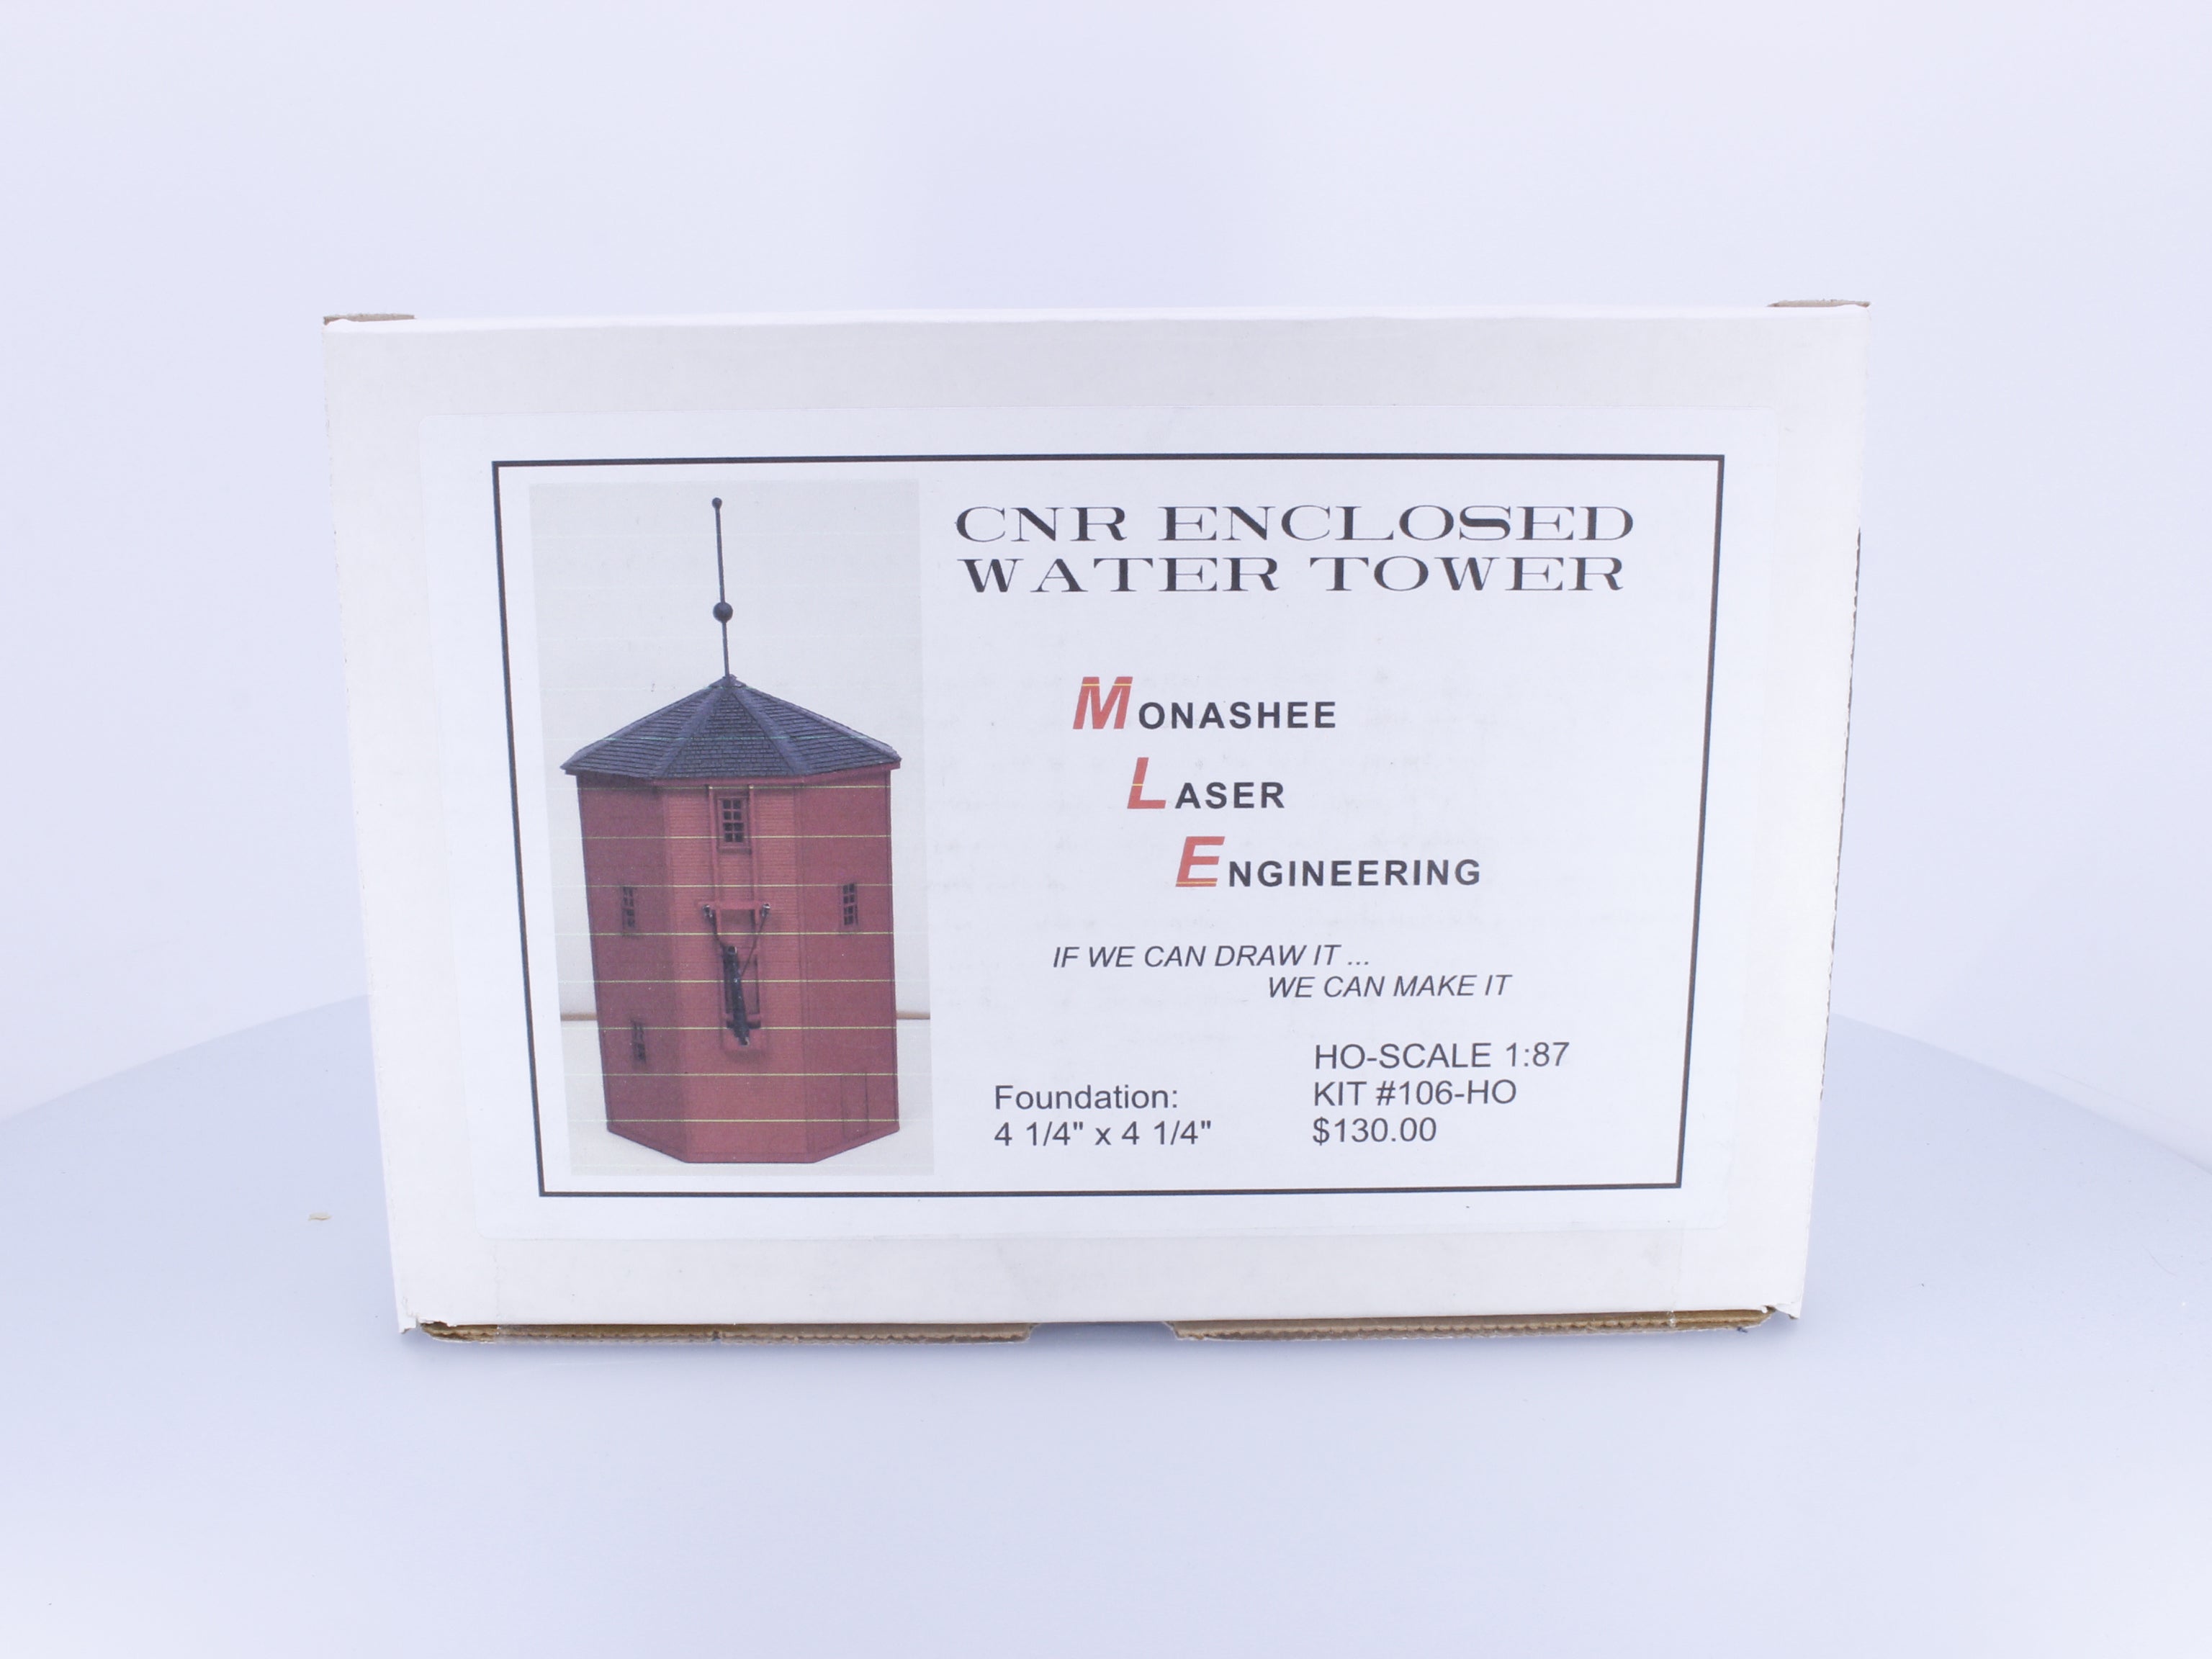 CNR ENCLOSED
WATER TOWER
MONASHEE
LASER
ENGINEERING
IF WE CAN DRAW IT ...
WE CAN MAKE IT
Foundation:
4 1/4" x 4 1/4"
HO-SCALE 1:87
KIT #106-HO
$130.00